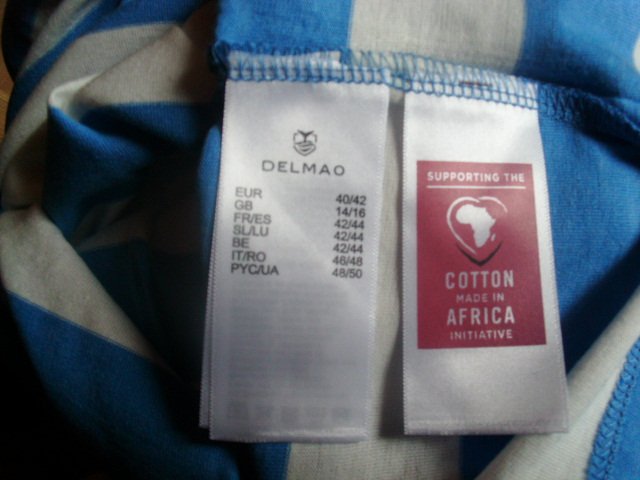 DELMAO
EUR 40/42
GB 14/16
FR/ES 42/44
SL/LU 42/44
BE 42/44
IT/RO 46/48
PYC/UA 48/50
SUPPORTING THE
COTTON
MADE IN
AFRICA
INITIATIVE